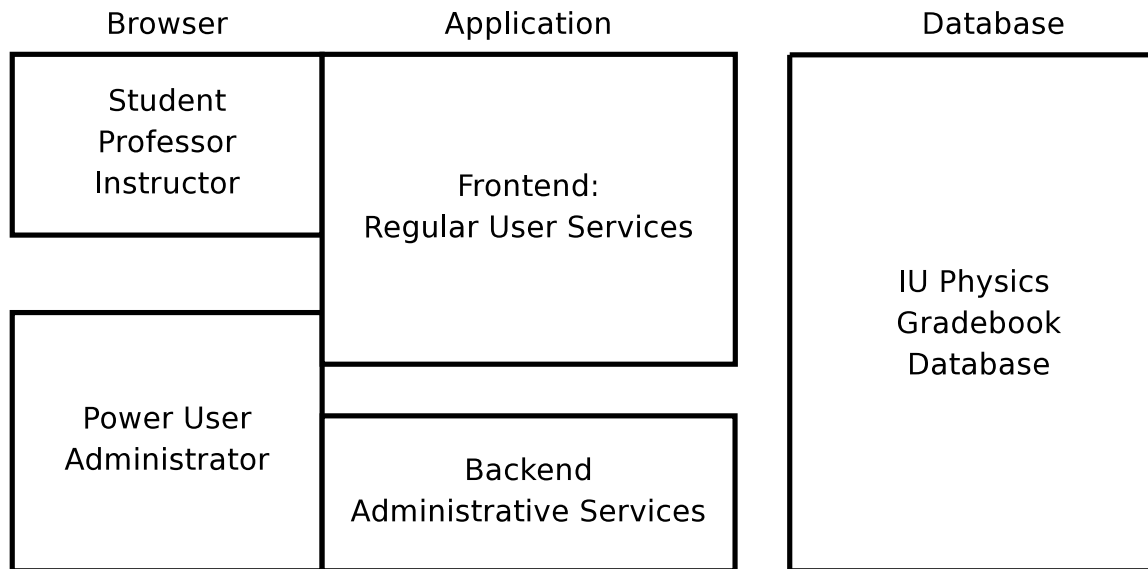 Browser
Application
Database
Student
Professor
Instructor
Frontend:
Regular User Services
IU Physics
Gradebook
Database
Power User
Administrator
Backend
Administrative Services